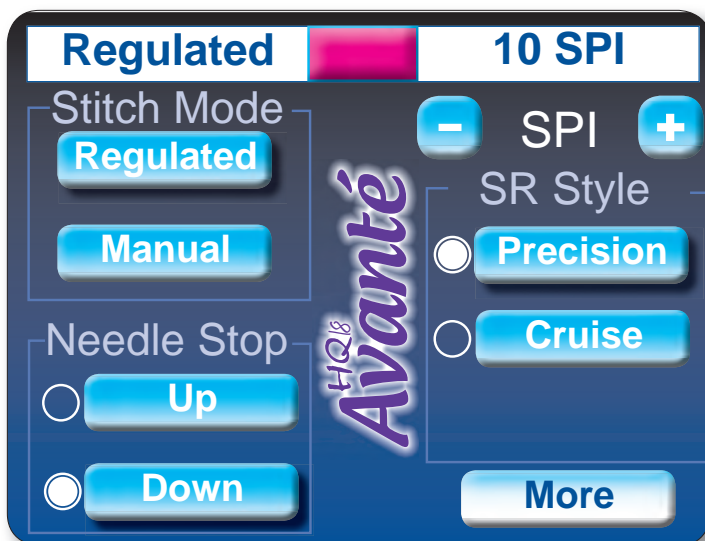 Regulated
10 SPI
Stitch Mode
Regulated
Manual
Needle Stop
Up
Down
HQ18
Avanté
- SPI +
SR Style
Precision
Cruise
More